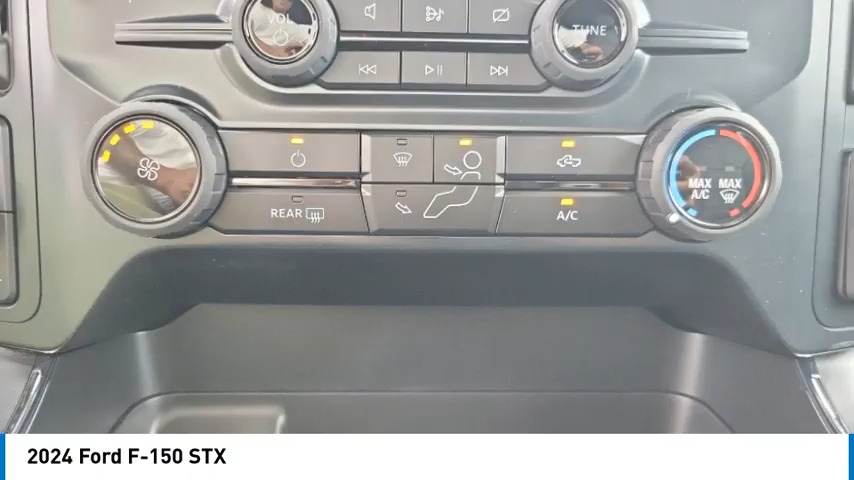 VOL
TUNE
REAR
A/C
MAX A/C
MAX
2024 Ford F-150 STX